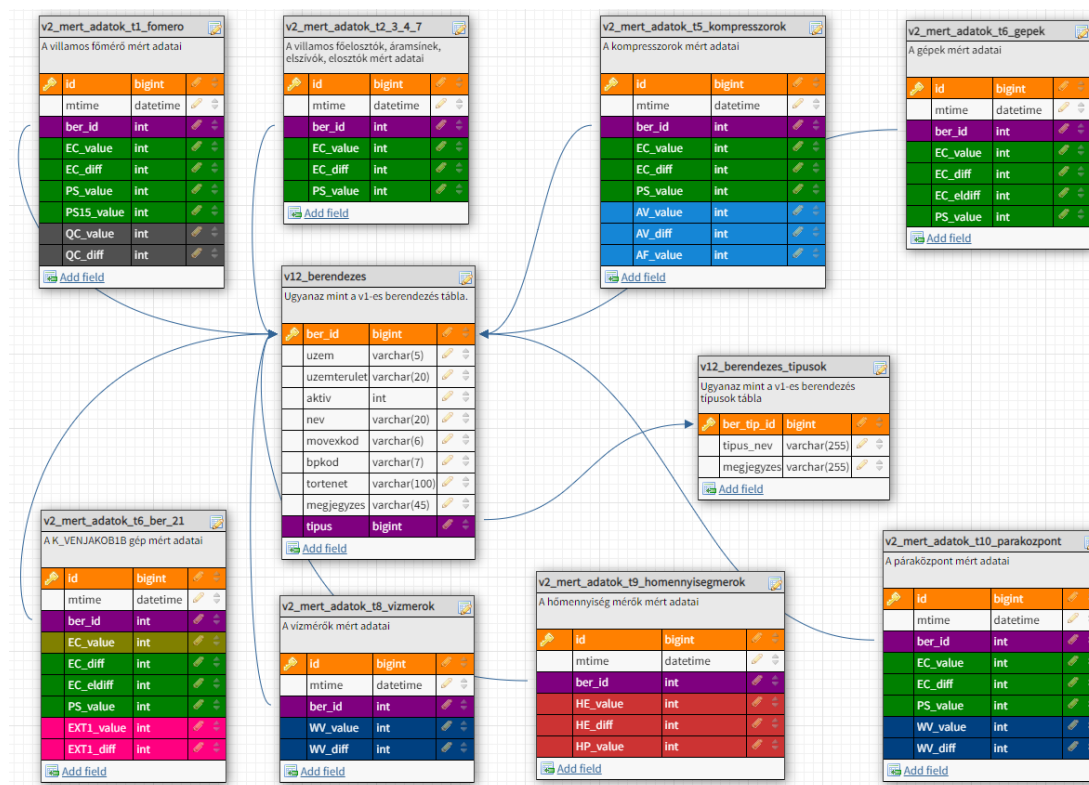 v2_mert_adatok_t1_fomero
A villamos főmérő mért adatai
id bigint
mtime datetime
ber_id int
EC_value int
EC_diff int
PS_value int
PS15_value int
QC_value int
QC_diff int
Add field
v2_mert_adatok_t2_3_4_7
A villamos főelosztók, áramsínek,
elszívók, elosztók mért adatai
id bigint
mtime datetime
ber_id int
EC_value int
EC_diff int
PS_value int
Add field
v2_mert_adatok_t5_kompresszorok
A kompresszorok mért adatai
id bigint
mtime datetime
ber_id int
EC_value int
EC_diff int
PS_value int
AV_value int
AV_diff int
AF_value int
Add field
v2_mert_adatok_t6_gepek
A gépek mért adatai
id bigint
mtime datetime
ber_id int
EC_value int
EC_diff int
EC_eldiff int
PS_value int
Add field
v12_berendezes
Ugyanaz mint a v1-es berendezés tábla.
ber_id bigint
uzem varchar(5)
uzemterulet varchar(20)
aktiv int
nev varchar(20)
movexkod varchar(6)
bpkod varchar(7)
tortenet varchar(100)
megjegyzes varchar(45)
tipus bigint
Add field
v12_berendezes_tipusok
Ugyanaz mint a v1-es berendezés
típusok tábla
ber_tip_id bigint
tipus_nev varchar(255)
megjegyzes varchar(255)
Add field
v2_mert_adatok_t6_ber_21
A K_VENJAKOB1B gép mért adatai
id bigint
mtime datetime
ber_id int
EC_value int
EC_diff int
EC_eldiff int
PS_value int
EXT1_value int
EXT1_diff int
Add field
v2_mert_adatok_t8_vizmerok
A vízmérők mért adatai
id bigint
mtime datetime
ber_id int
WV_value int
WV_diff int
Add field
v2_mert_adatok_t9_homennyisegmerok
A hőmennyiség mérők mért adatai
id bigint
mtime datetime
ber_id int
HE_value int
HE_diff int
HP_value int
Add field
v2_mert_adatok_t10_parakozpont
A páraközpont mért adatai
id bigint
mtime datetime
ber_id int
EC_value int
EC_diff int
PS_value int
WV_value int
WV_diff int
Add field